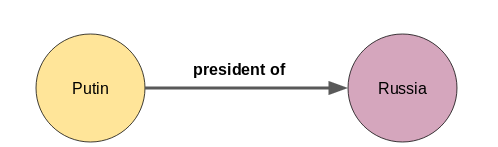 president of
Putin
Russia